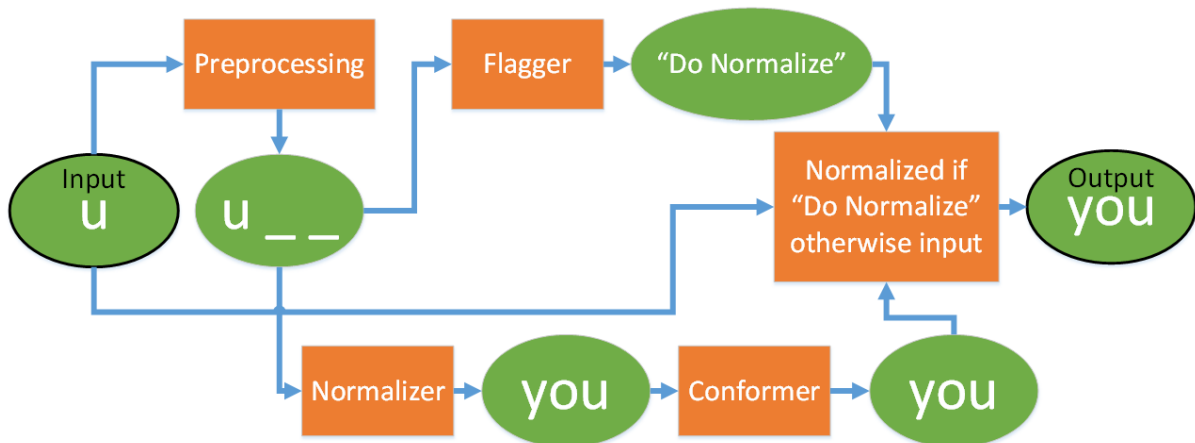 Preprocessing
Flagger
“Do Normalize”
Input
u
u _ _
Normalized if
“Do Normalize”
otherwise input
Output
you
Normalizer
you
Conformer
you